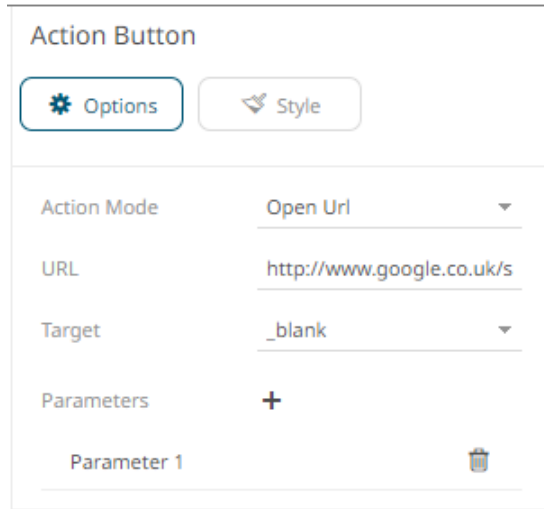 Action Button
Options Style
Action Mode Open Url
URL http://www.google.co.uk/s
Target _blank
Parameters +
Parameter 1